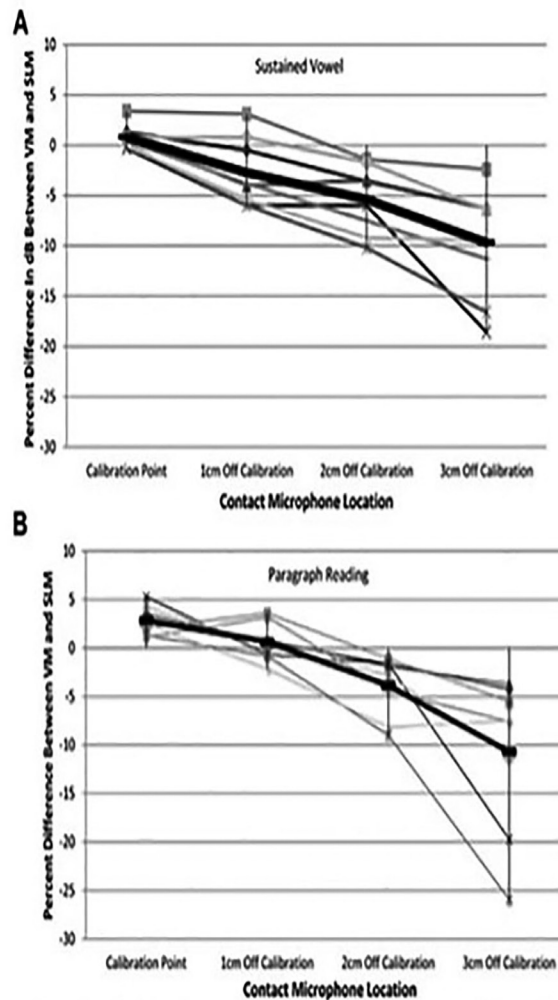 A
Sustained Vowel
Percent Difference in dB Between VM and SLM
10
5
0
-5
-10
-15
-20
-25
-30
Calibration Point 1cm Off Calibration 2cm Off Calibration 3cm Off Calibration
Contact Microphone Location
B
Paragraph Reading
Percent Difference Between VM and SLM
10
5
0
-5
-10
-15
-20
-25
-30
Calibration Point 1cm Off Calibration 2cm Off Calibration 3cm Off Calibration
Contact Microphone Location